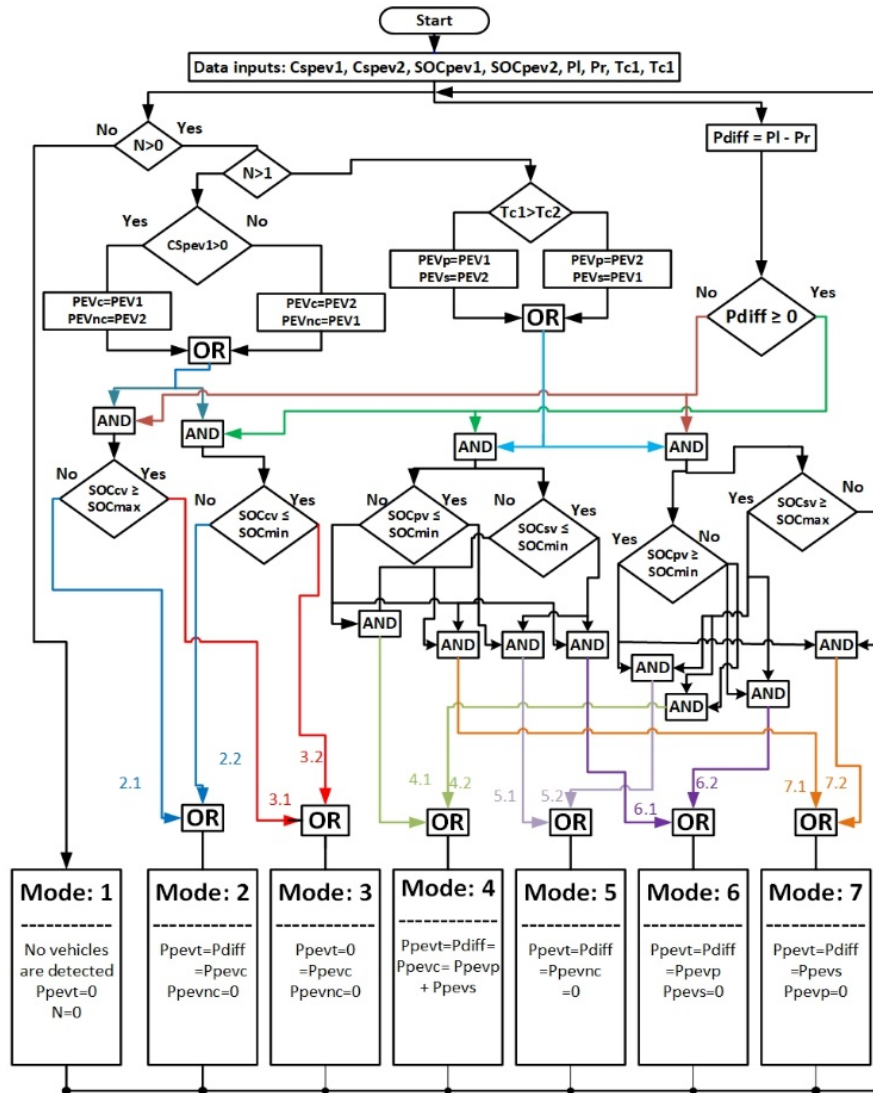 Start
Data inputs: Cspev1, Cspev2, SOCpev1, SOCpev2, Pl, Pr, Tc1, Tc1
No
Yes
N>0
Pdiff = Pl - Pr
N>1
Tc1>Tc2
Yes
No
CSpev1>0
PEVp=PEV1
PEVs=PEV2
PEVp=PEV2
PEVs=PEV1
PEVc=PEV1
PEVnc=PEV2
PEVc=PEV2
PEVnc=PEV1
No
Yes
Pdiff ≥ 0
OR
OR
AND
AND
AND
AND
No
Yes
SOCcv ≥
SOCmax
No
Yes
SOCcv ≤
SOCmin
No
Yes
SOCpv ≤
SOCmin
No
Yes
SOCsv ≤
SOCmin
Yes
No
SOCpv ≥
SOCmin
Yes
No
SOCsv ≥
SOCmax
AND
AND
AND
AND
AND
AND
AND
AND
2.1
2.2
3.1
3.2
4.1
4.2
5.1
5.2
6.1
6.2
7.1
7.2
OR
OR
OR
OR
OR
OR
Mode: 1
------------
No vehicles
are detected
Ppevt=0
N=0
Mode: 2
------------
Ppevt=Pdiff
=Ppevc
Ppevnc=0
Mode: 3
------------
Ppevt=0
=Ppevc
Ppevnc=0
Mode: 4
------------
Ppevt=Pdiff=
Ppevc= Ppevp
+ Ppevs
Mode: 5
------------
Ppevt=Pdiff
=Ppevnc
=0
Mode: 6
------------
Ppevt=Pdiff
=Ppevp
Ppevs=0
Mode: 7
------------
Ppevt=Pdiff
=Ppevs
Ppevp=0